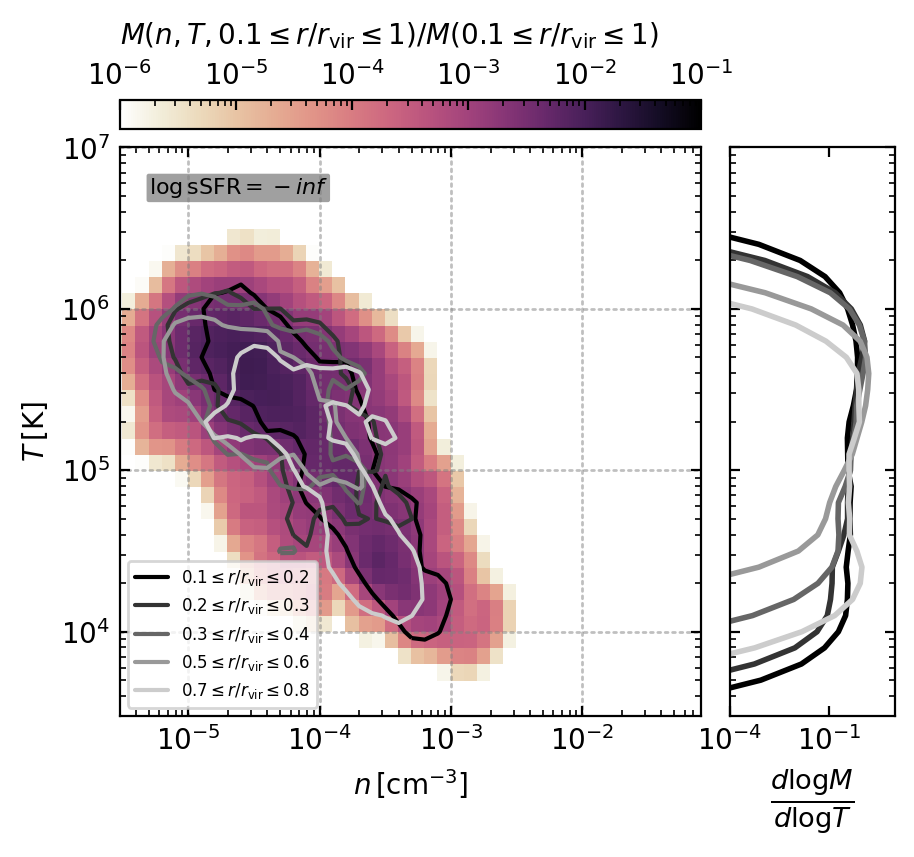 M(n, T, 0.1 ≤ r/r_vir ≤ 1)/M(0.1 ≤ r/r_vir ≤ 1)
10^−6 10^−5 10^−4 10^−3 10^−2 10^−1
10^7
log sSFR = −inf
10^6
10^5
10^4
T [K]
0.1 ≤ r/r_vir ≤ 0.2
0.2 ≤ r/r_vir ≤ 0.3
0.3 ≤ r/r_vir ≤ 0.4
0.5 ≤ r/r_vir ≤ 0.6
0.7 ≤ r/r_vir ≤ 0.8
10^−5 10^−4 10^−3 10^−2 10^−4 10^−1
n [cm^−3]
dlogM
dlogT